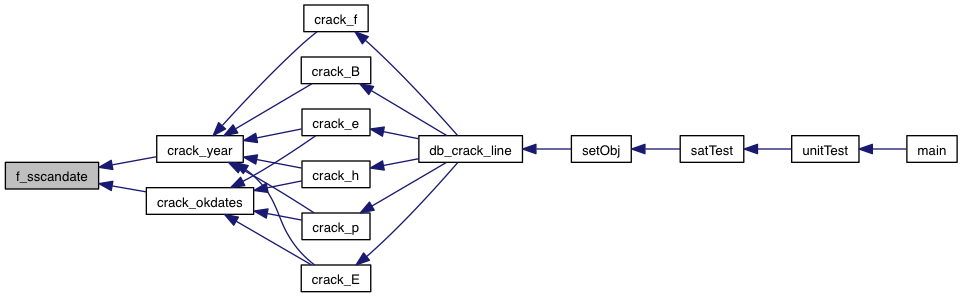 f_sscandate
crack_year
crack_okdates
crack_f
crack_B
crack_e
crack_h
crack_p
crack_E
db_crack_line
setObj
satTest
unitTest
main